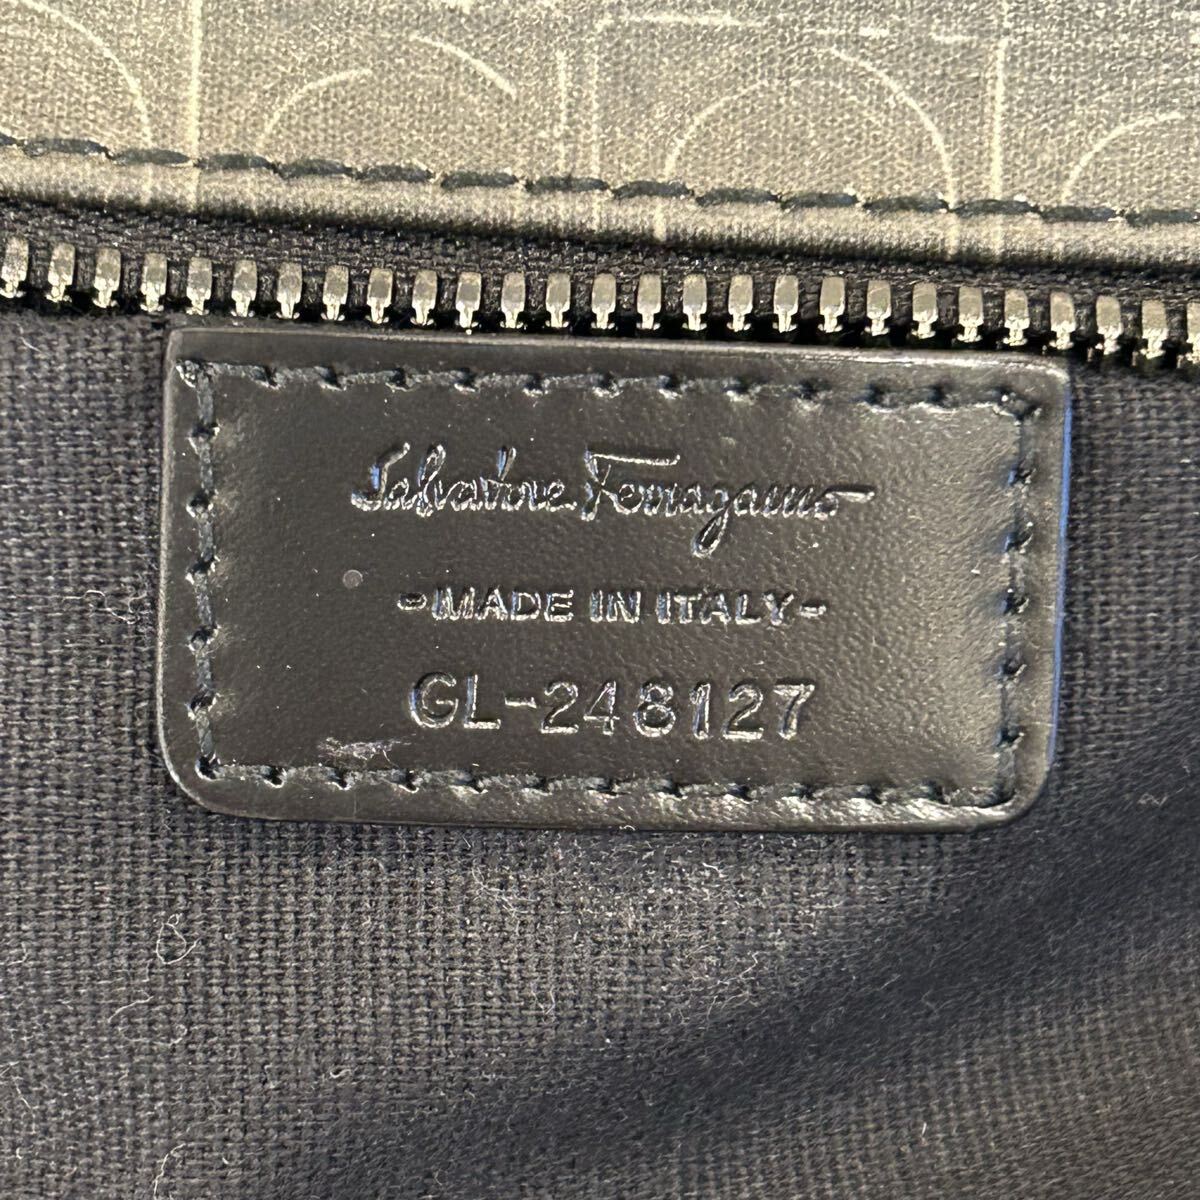 Salvatore Ferragamo
-MADE IN ITALY-
GL-248127